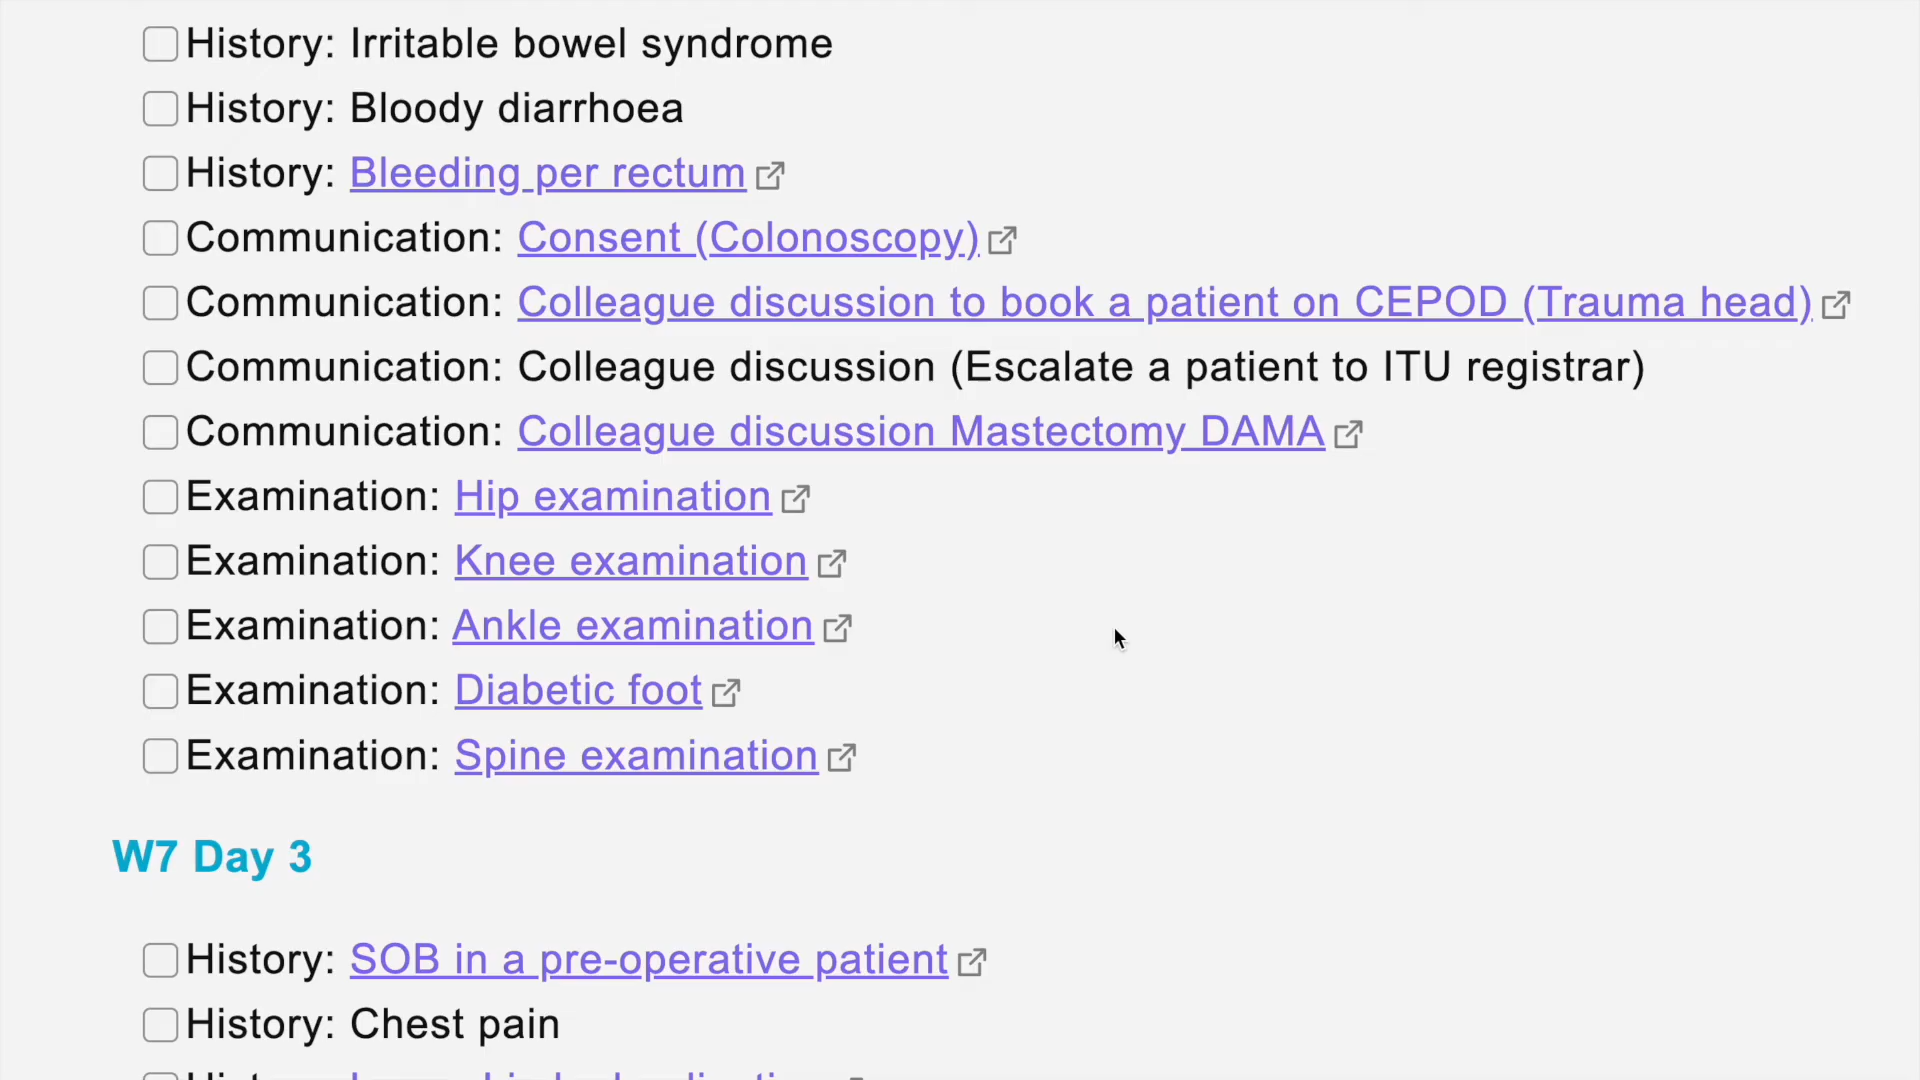 History: Irritable bowel syndrome
History: Bloody diarrhoea
History: Bleeding per rectum
Communication: Consent (Colonoscopy)
Communication: Colleague discussion to book a patient on CEPOD (Trauma head)
Communication: Colleague discussion (Escalate a patient to ITU registrar)
Communication: Colleague discussion Mastectomy DAMA
Examination: Hip examination
Examination: Knee examination
Examination: Ankle examination
Examination: Diabetic foot
Examination: Spine examination
W7 Day 3
History: SOB in a pre-operative patient
History: Chest pain